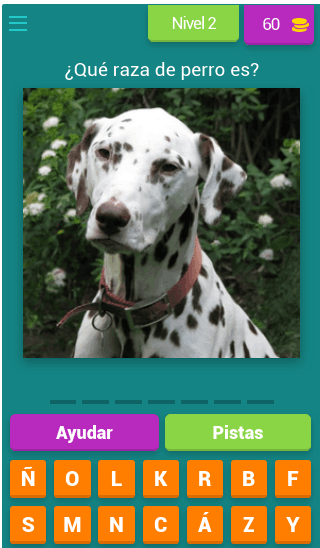 Nivel 2
60
¿Qué raza de perro es?
Ayudar
Pistas
Ñ O L K R B F
S M N C Á Z Y